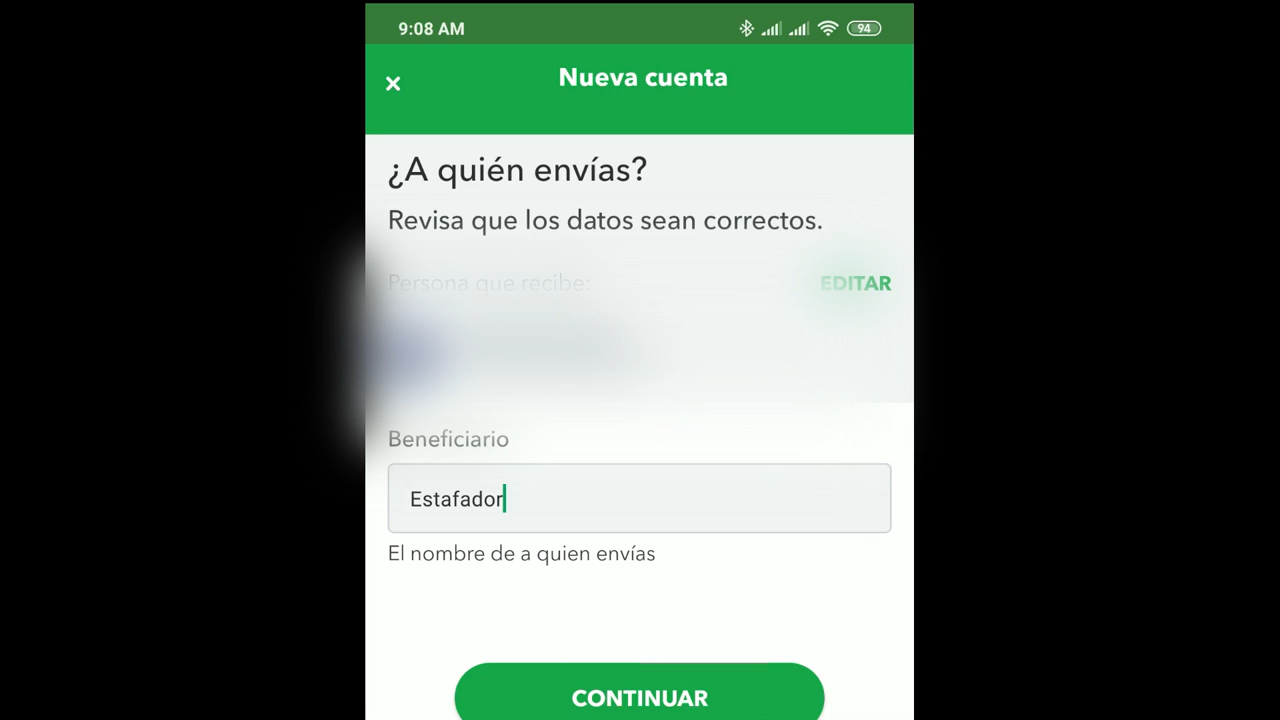 9:08 AM
94
×
Nueva cuenta
¿A quién envías?
Revisa que los datos sean correctos.
Persona que recibe:
EDITAR
Beneficiario
Estafador
El nombre de a quien envías
CONTINUAR